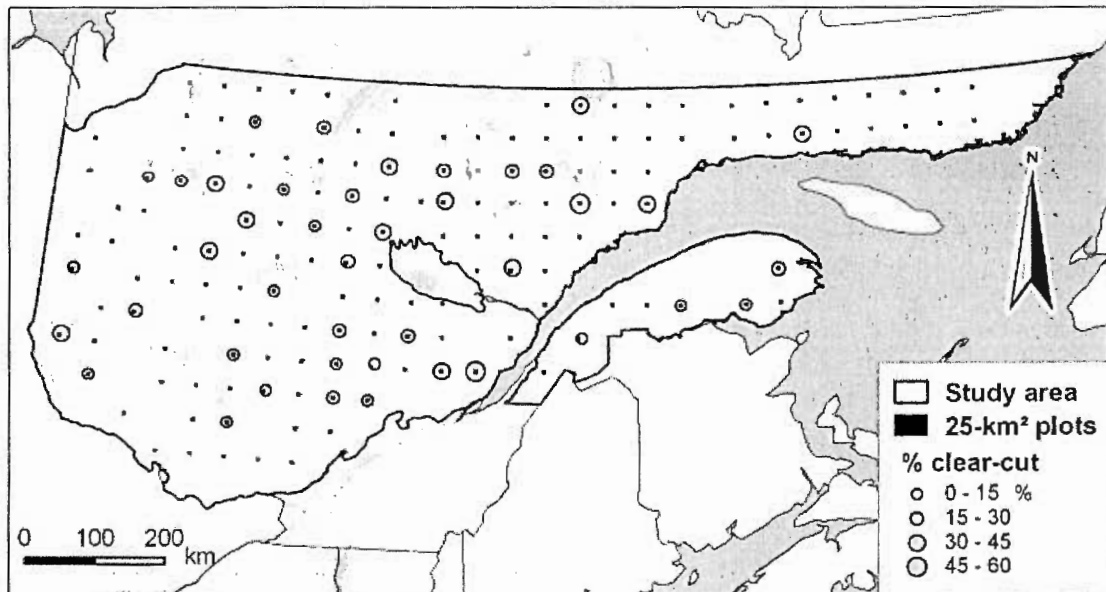 N
Study area
25-km² plots
% clear-cut
0 - 15 %
15 - 30
30 - 45
45 - 60
0 100 200
km